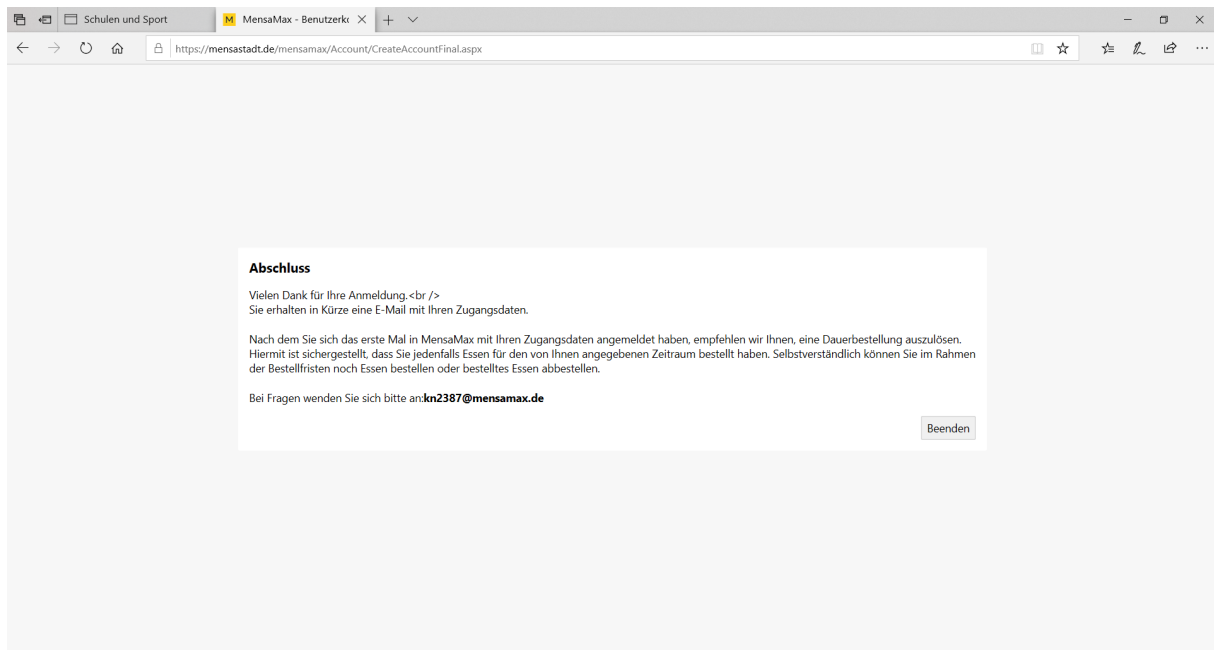 Schulen und Sport
MensaMax - Benutzerk
https://mensastadt.de/mensamax/Account/CreateAccountFinal.aspx
Abschluss
Vielen Dank für Ihre Anmeldung.<br />
Sie erhalten in Kürze eine E-Mail mit Ihren Zugangsdaten.
Nach dem Sie sich das erste Mal in MensaMax mit Ihren Zugangsdaten angemeldet haben, empfehlen wir Ihnen, eine Dauerbestellung auszulösen.
Hiermit ist sichergestellt, dass Sie jedenfalls Essen für den von Ihnen angegebenen Zeitraum bestellt haben. Selbstverständlich können Sie im Rahmen
der Bestellfristen noch Essen bestellen oder bestelltes Essen abbestellen.
Bei Fragen wenden Sie sich bitte an:kn2387@mensamax.de
Beenden